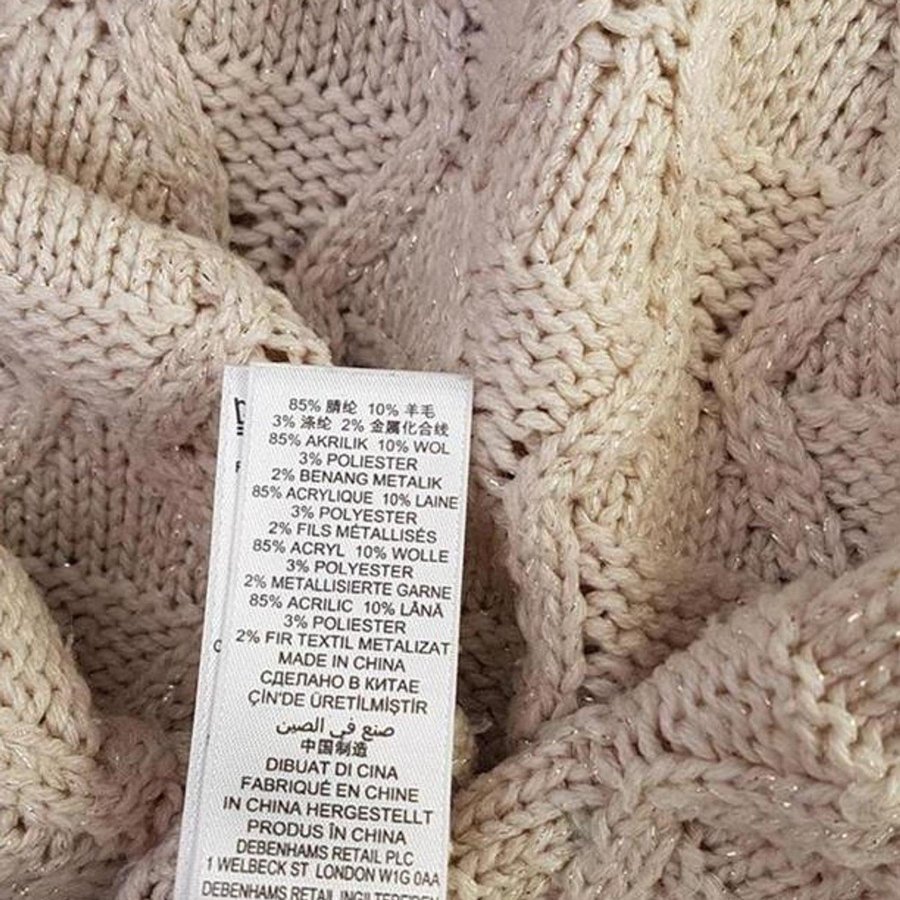 85% 腈纶 10% 羊毛
3% 涤纶 2% 金属化合线
85% AKRILIK 10% WOL
3% POLIESTER
2% BENANG METALIK
85% ACRYLIQUE 10% LAINE
3% POLYESTER
2% FILS MÉTALLISÉS
85% ACRYL 10% WOLLE
3% POLYESTER
2% METALLISIERTE GARNE
85% ACRILIC 10% LÂNĂ
3% POLIESTER
2% FIR TEXTIL METALIZAT
MADE IN CHINA
СДЕЛАНО В КИТАЕ
ÇİN'DE ÜRETİLMİŞTİR
صنع في الصين
中国制造
DIBUAT DI CINA
FABRIQUÉ EN CHINE
IN CHINA HERGESTELLT
PRODUS ÎN CHINA
DEBENHAMS RETAIL PLC
1 WELBECK ST LONDON W1G 0AA
DEBENHAMS RETAIL